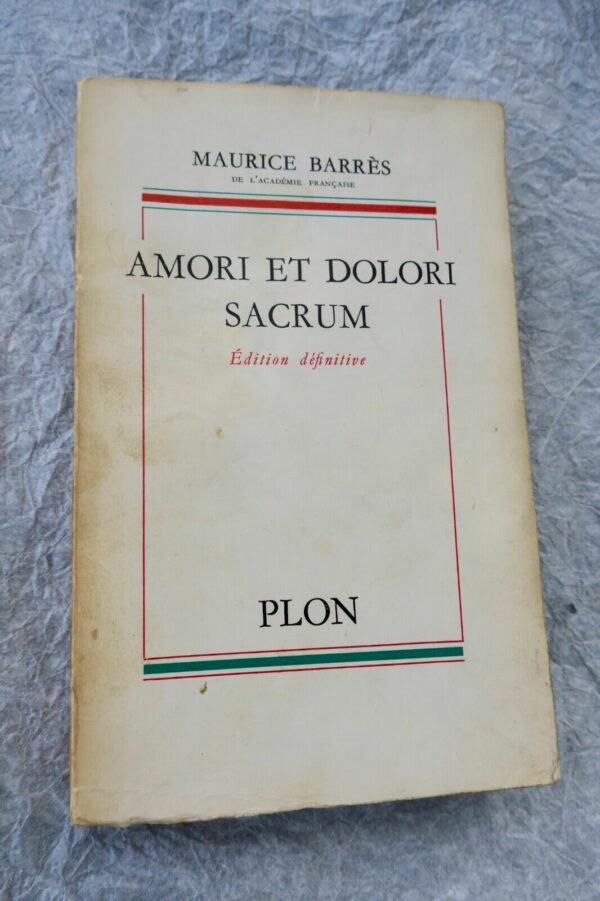 MAURICE BARRÈS
DE L'ACADÉMIE FRANÇAISE
AMORI ET DOLORI
SACRUM
Édition définitive
PLON